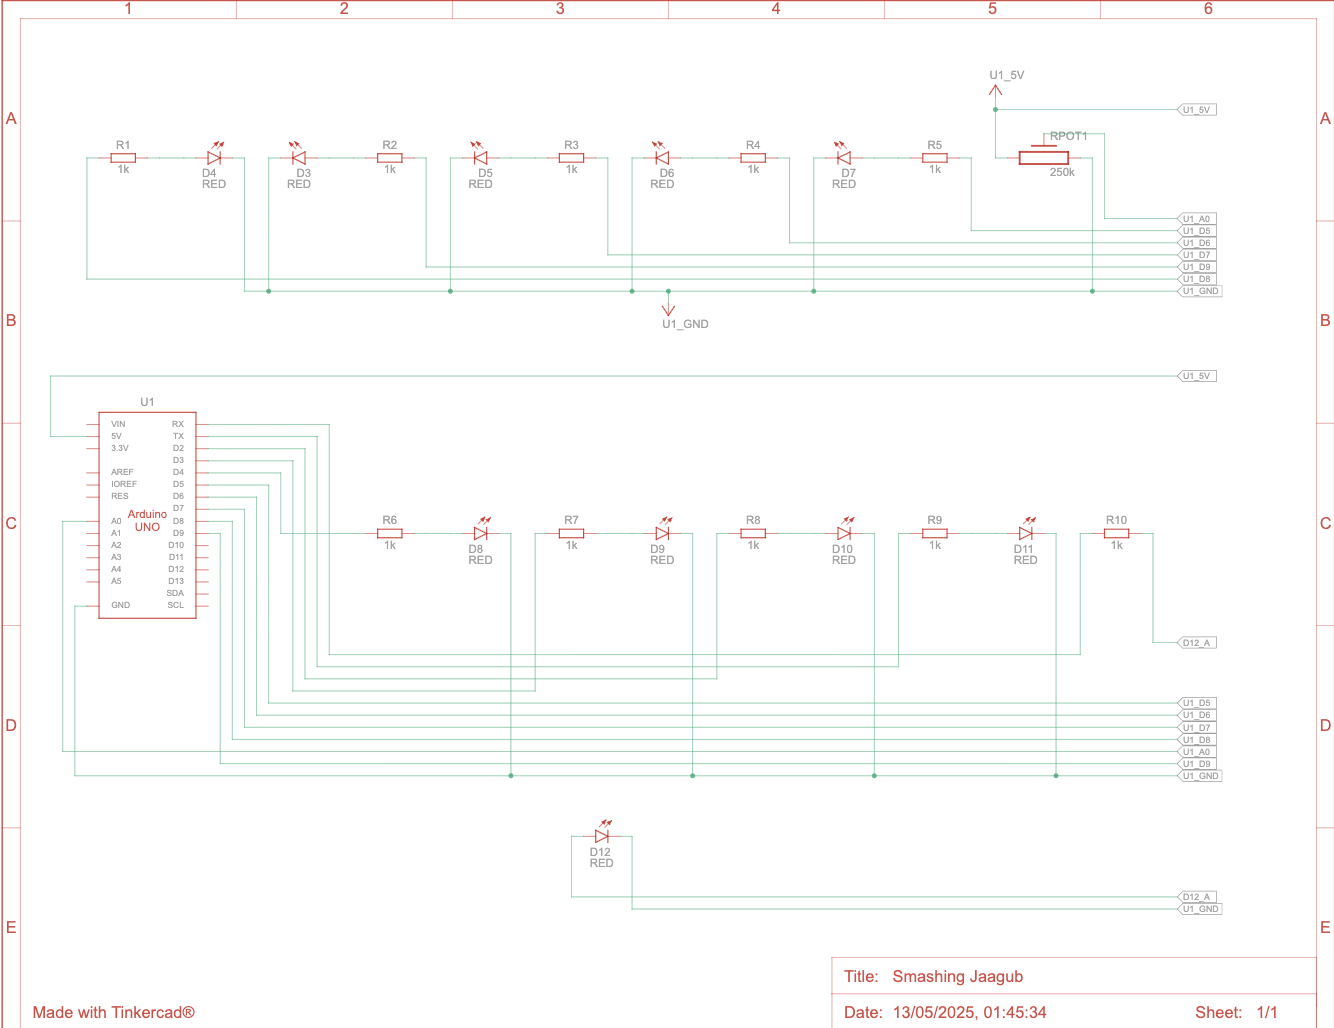 1 2 3 4 5 6
U1_5V
A U1_5V A
RPOT1
R1 R2 R3 R4 R5
1k D4 D3 1k D5 1k D6 1k D7 1k 250k
RED RED RED RED RED
U1_A0
U1_D5
U1_D6
U1_D7
U1_D9
U1_D8
U1_GND
B U1_GND B
U1_5V
U1
VIN RX
5V TX
3.3V D2
D3
AREF D4
IOREF D5
RES D6
D7
Arduino
UNO
A0 D8
A1 D9
A2 D10
A3 D11
A4 D12
A5 D13
SDA
GND SCL
C R6 R7 R8 R9 R10 C
1k D8 1k D9 1k D10 1k D11 1k
RED RED RED RED
D12_A
U1_D5
U1_D6
D U1_D7 D
U1_D8
U1_A0
U1_D9
U1_GND
D12
RED
D12_A
U1_GND
E E
Title: Smashing Jaagub
Made with Tinkercad® Date: 13/05/2025, 01:45:34 Sheet: 1/1